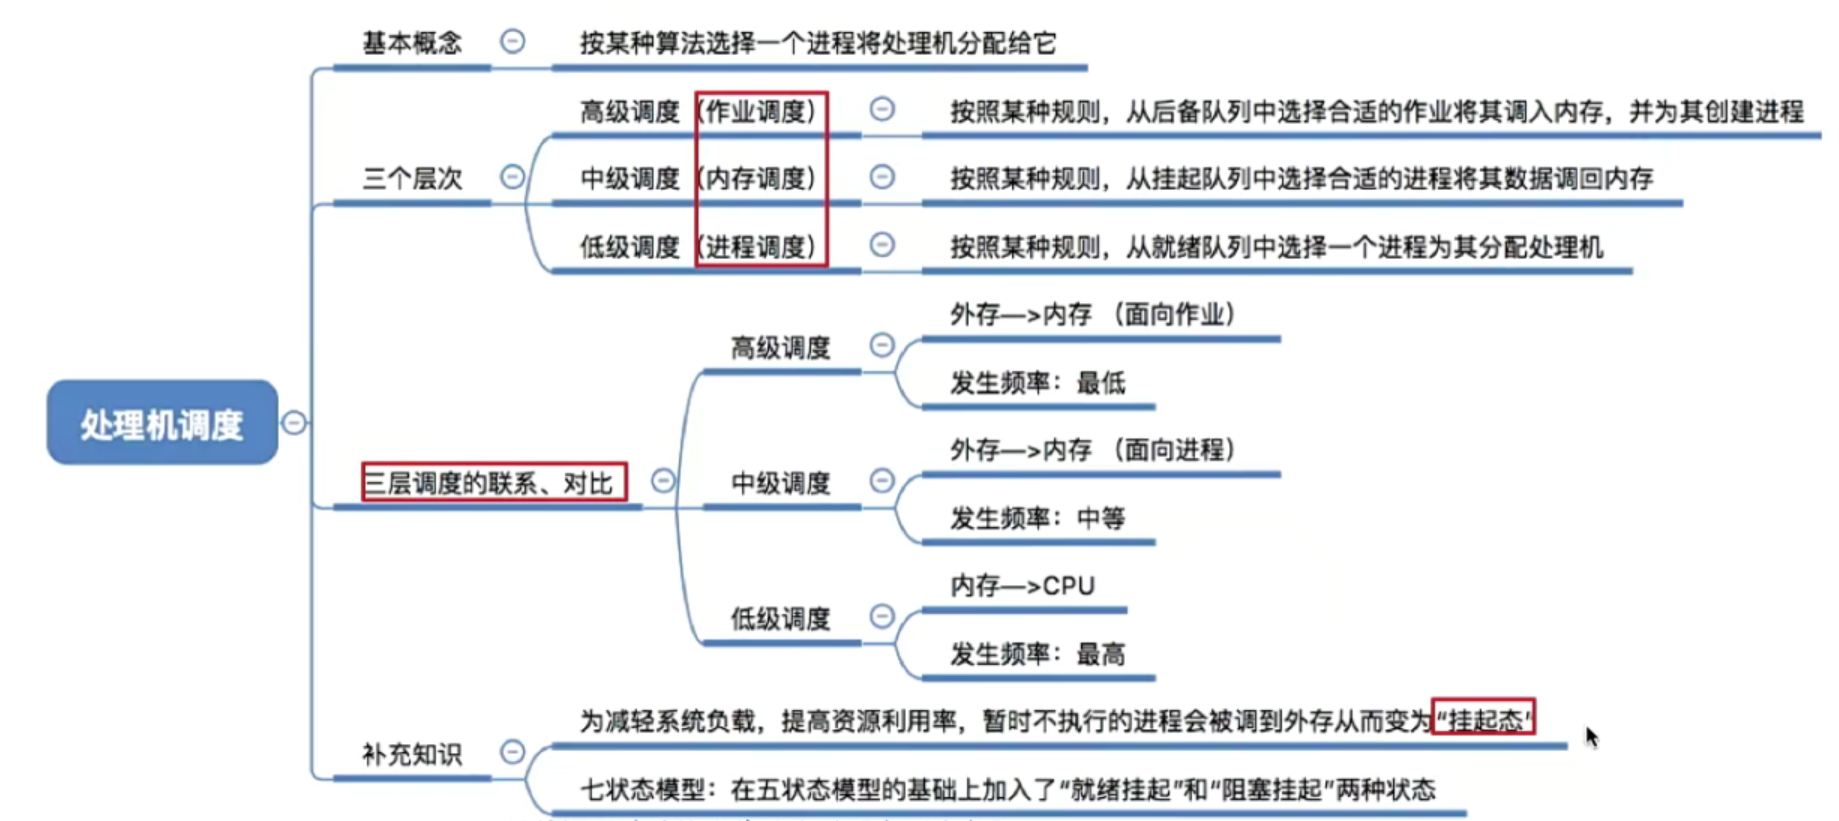 基本概念
按某种算法选择一个进程将处理机分配给它
三个层次
高级调度（作业调度）
按照某种规则，从后备队列中选择合适的作业将其调入内存，并为其创建进程
中级调度（内存调度）
按照某种规则，从挂起队列中选择合适的进程将其数据调回内存
低级调度（进程调度）
按照某种规则，从就绪队列中选择一个进程为其分配处理机
处理机调度
三层调度的联系、对比
高级调度
外存—>内存 （面向作业）
发生频率：最低
中级调度
外存—>内存 （面向进程）
发生频率：中等
低级调度
内存—>CPU
发生频率：最高
补充知识
为减轻系统负载，提高资源利用率，暂时不执行的进程会被调到外存从而变为“挂起态”
七状态模型：在五状态模型的基础上加入了“就绪挂起”和“阻塞挂起”两种状态